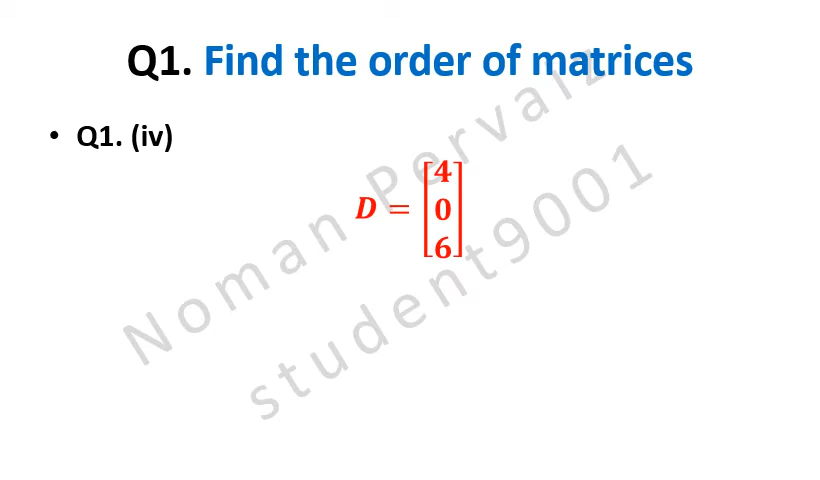 Q1. Find the order of matrices
• Q1. (iv)
D = [4
0
6]
Noman Pervaiz
student9001